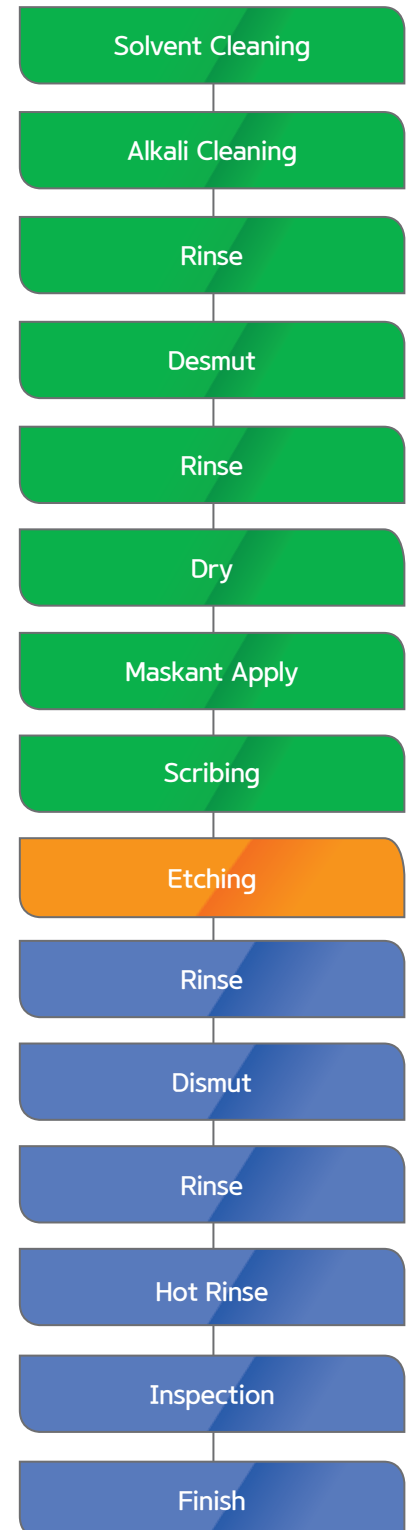 Solvent Cleaning
Alkali Cleaning
Rinse
Desmut
Rinse
Dry
Maskant Apply
Scribing
Etching
Rinse
Dismut
Rinse
Hot Rinse
Inspection
Finish